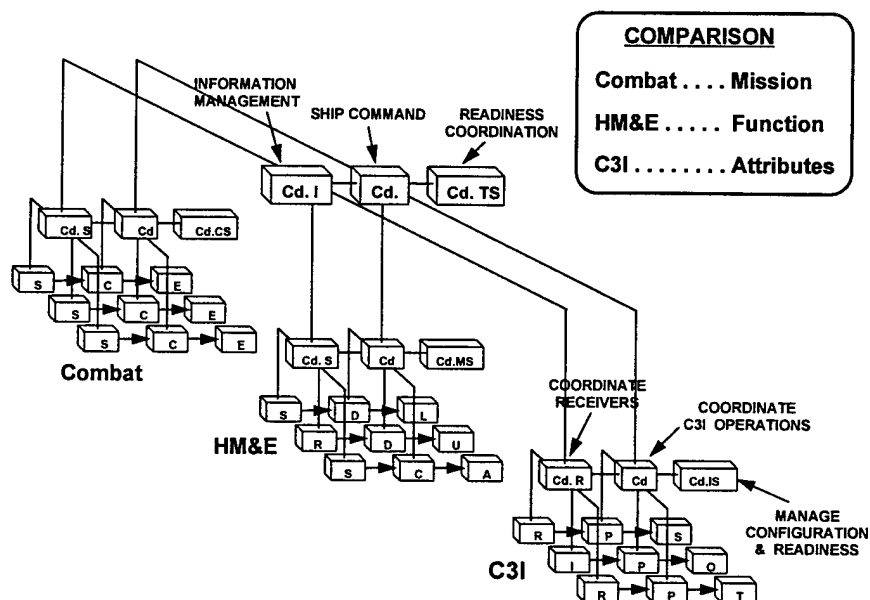 COMPARISON
Combat .... Mission
HM&E ..... Function
C3I ........ Attributes
INFORMATION
MANAGEMENT
SHIP COMMAND
READINESS
COORDINATION
Cd. I
Cd.
Cd. TS
Cd. S
Cd
Cd.CS
S
C
E
S
C
E
S
C
E
Combat
Cd. S
Cd
Cd.MS
S
D
L
R
D
U
S
C
A
HM&E
COORDINATE
RECEIVERS
COORDINATE
C3I OPERATIONS
Cd. R
Cd
Cd.IS
MANAGE
CONFIGURATION
& READINESS
R
P
S
I
P
O
R
P
T
C3I